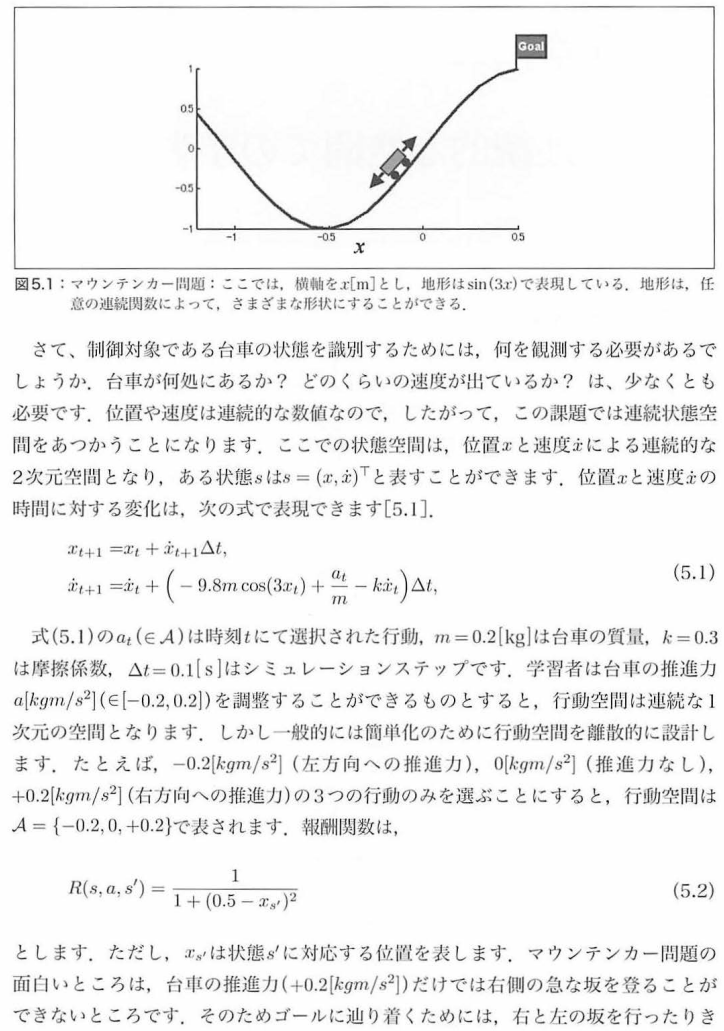 Goal
1
0.5
0
-0.5
-1
-1
-0.5
0
0.5
x
図5.1：マウンテンカー問題：ここでは，横軸をx[m]とし，地形はsin(3x)で表現している．地形は，任
意の連続関数によって，さまざまな形状にすることができる．
さて、制御対象である台車の状態を識別するためには，何を観測する必要があるで
しょうか．台車が何処にあるか？ どのくらいの速度が出ているか？ は、少なくとも
必要です．位置や速度は連続的な数値なので，したがって，この課題では連続状態空
間をあつかうことになります．ここでの状態空間は，位置xと速度ẋによる連続的な
2次元空間となり，ある状態sはs = (x, ẋ)⊤と表すことができます．位置xと速度ẋの
時間に対する変化は，次の式で表現できます[5.1]．
x_{t+1} =x_t + ẋ_{t+1}Δt,
ẋ_{t+1} =ẋ_t + ( − 9.8m cos(3x_t) + a_t/m − kẋ_t)Δt,
(5.1)
式(5.1)のa_t(∈A)は時刻tにて選択された行動，m = 0.2[kg]は台車の質量，k = 0.3
は摩擦係数，Δt = 0.1[s]はシミュレーションステップです．学習者は台車の推進力
a[kgm/s²](∈[−0.2, 0.2])を調整することができるものとすると，行動空間は連続な1
次元の空間となります．しかし一般的には簡単化のために行動空間を離散的に設計し
ます．たとえば，−0.2[kgm/s²]（左方向への推進力），0[kgm/s²]（推進力なし），
+0.2[kgm/s²](右方向への推進力)の3つの行動のみを選ぶことにすると，行動空間は
A = {−0.2, 0, +0.2}で表されます．報酬関数は，
R(s, a, s′) = 1/(1 + (0.5 − x_{s′})²)
(5.2)
とします．ただし，x_{s′}は状態s′に対応する位置を表します．マウンテンカー問題の
面白いところは，台車の推進力(+0.2[kgm/s²])だけでは右側の急な坂を登ることが
できないところです．そのためゴールに辿り着くためには，右と左の坂を行ったりき